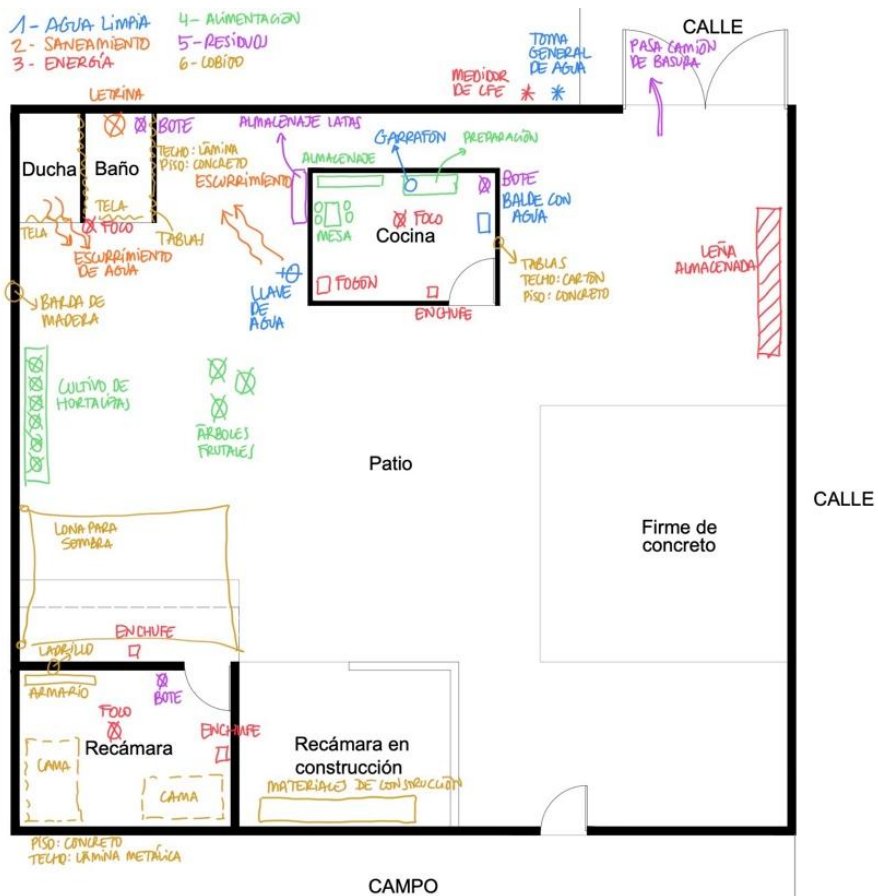 1- AGUA LIMPIA
2- SANEAMIENTO
3- ENERGÍA
4- ALIMENTACIÓN
5- RESIDUOS
6- COBIJO
MEDIDOR
DE CFE
TOMA
GENERAL
DE AGUA
CALLE
PASA CAMIÓN
DE BASURA
LETRINA
BOTE
Ducha
Baño
TECHO: LÁMINA
PISO: CONCRETO
TELA
TELA
FOCO
TABLAS
ESCURRIMIENTO
DE AGUA
ALMACENAJE LATAS
ESCURRIMIENTO
GARRAFÓN
PREPARACIÓN
ALMACENAJE
MESA
FOCO
Cocina
BOTE
BALDE CON
AGUA
FOGÓN
ENCHUFE
TABLAS
TECHO: CARTÓN
PISO: CONCRETO
LLAVE
DE
AGUA
LEÑA
ALMACENADA
BARDA DE
MADERA
CULTIVO DE
HORTALIZAS
ÁRBOLES
FRUTALES
Patio
CALLE
Firme de
concreto
LONA PARA
SOMBRA
ENCHUFE
LADRILLO
ARMARIO
BOTE
FOCO
Recámara
ENCHUFE
CAMA
CAMA
Recámara en
construcción
MATERIALES DE CONSTRUCCIÓN
PISO: CONCRETO
TECHO: LÁMINA METÁLICA
CAMPO